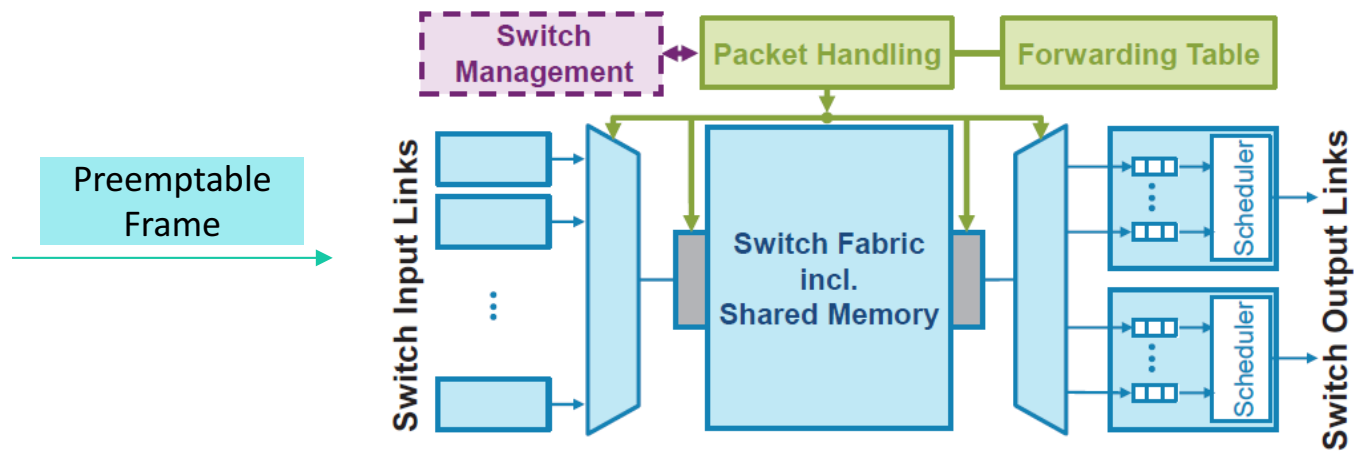 Switch
Management
Packet Handling
Forwarding Table
Preemptable
Frame
Switch Input Links
Switch Fabric
incl.
Shared Memory
Scheduler
Scheduler
Switch Output Links